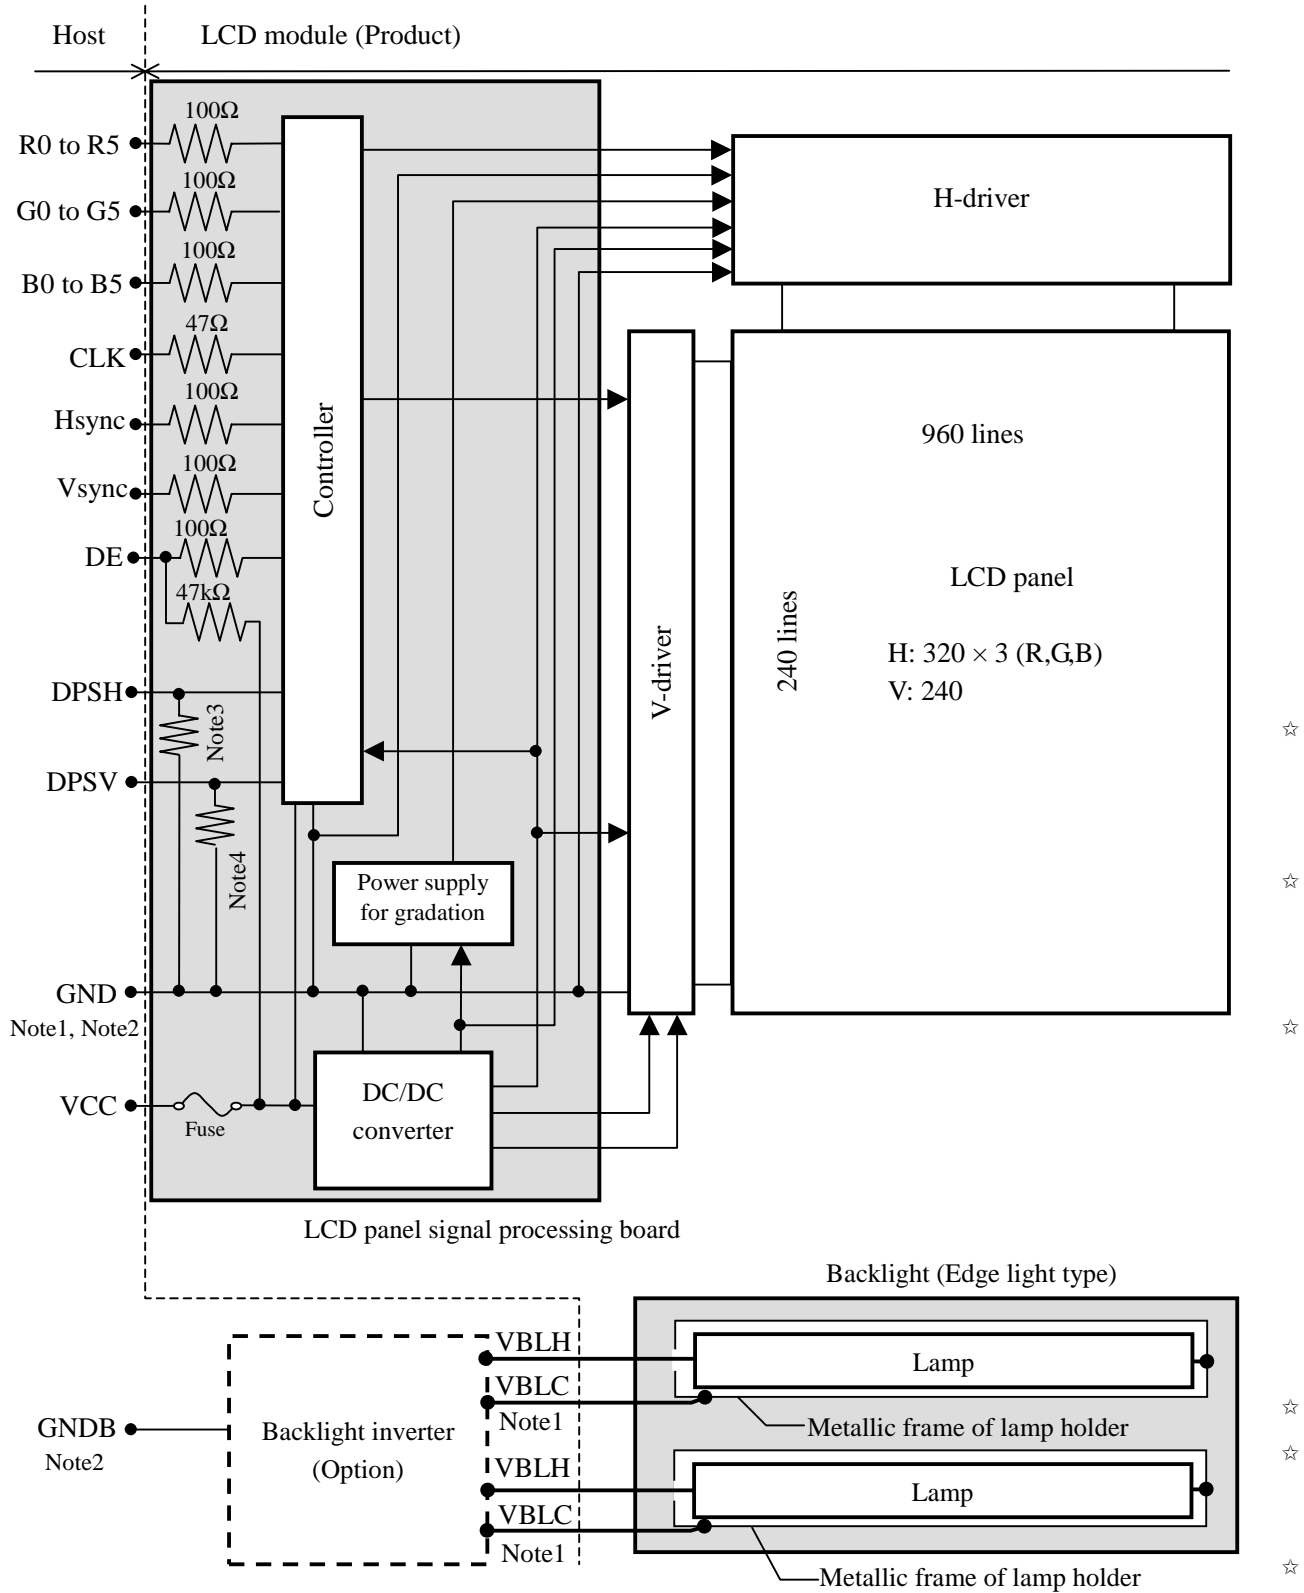 Host
LCD module (Product)
100Ω
R0 to R5
100Ω
G0 to G5
100Ω
B0 to B5
47Ω
CLK
100Ω
Hsync
100Ω
Vsync
100Ω
DE
47kΩ
DPSH
Note3
DPSV
Note4
GND
Note1, Note2
VCC
Fuse
Controller
Power supply
for gradation
DC/DC
converter
H-driver
V-driver
960 lines
240 lines
LCD panel
H: 320 × 3 (R,G,B)
V: 240
☆
☆
☆
LCD panel signal processing board
Backlight (Edge light type)
VBLH
Lamp
VBLC
Note1
Metallic frame of lamp holder
☆
GNDB
Note2
Backlight inverter
(Option)
☆
VBLH
Lamp
VBLC
Note1
Metallic frame of lamp holder
☆